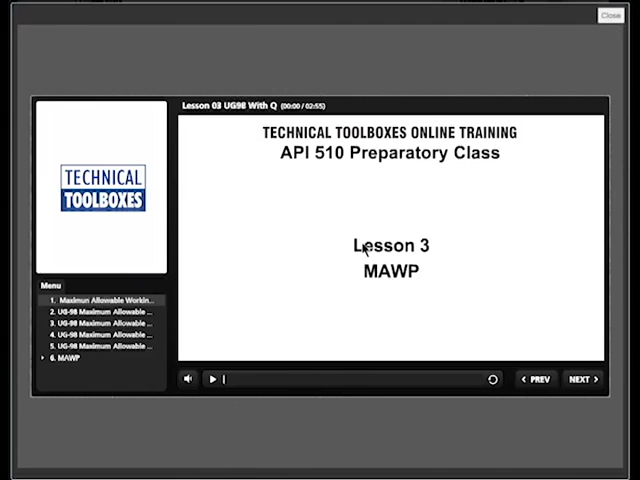 Close
Lesson 03 UG98 With Q (00:00 / 02:55)
TECHNICAL TOOLBOXES ONLINE TRAINING
API 510 Preparatory Class
TECHNICAL
TOOLBOXES
Lesson 3
MAWP
Menu
1. Maximun Allowable Workin...
2. UG-98 Maximum Allowable ...
3. UG-98 Maximum Allowable ...
4. UG-98 Maximum Allowable ...
5. UG-98 Maximum Allowable ...
6. MAWP
PREV
NEXT